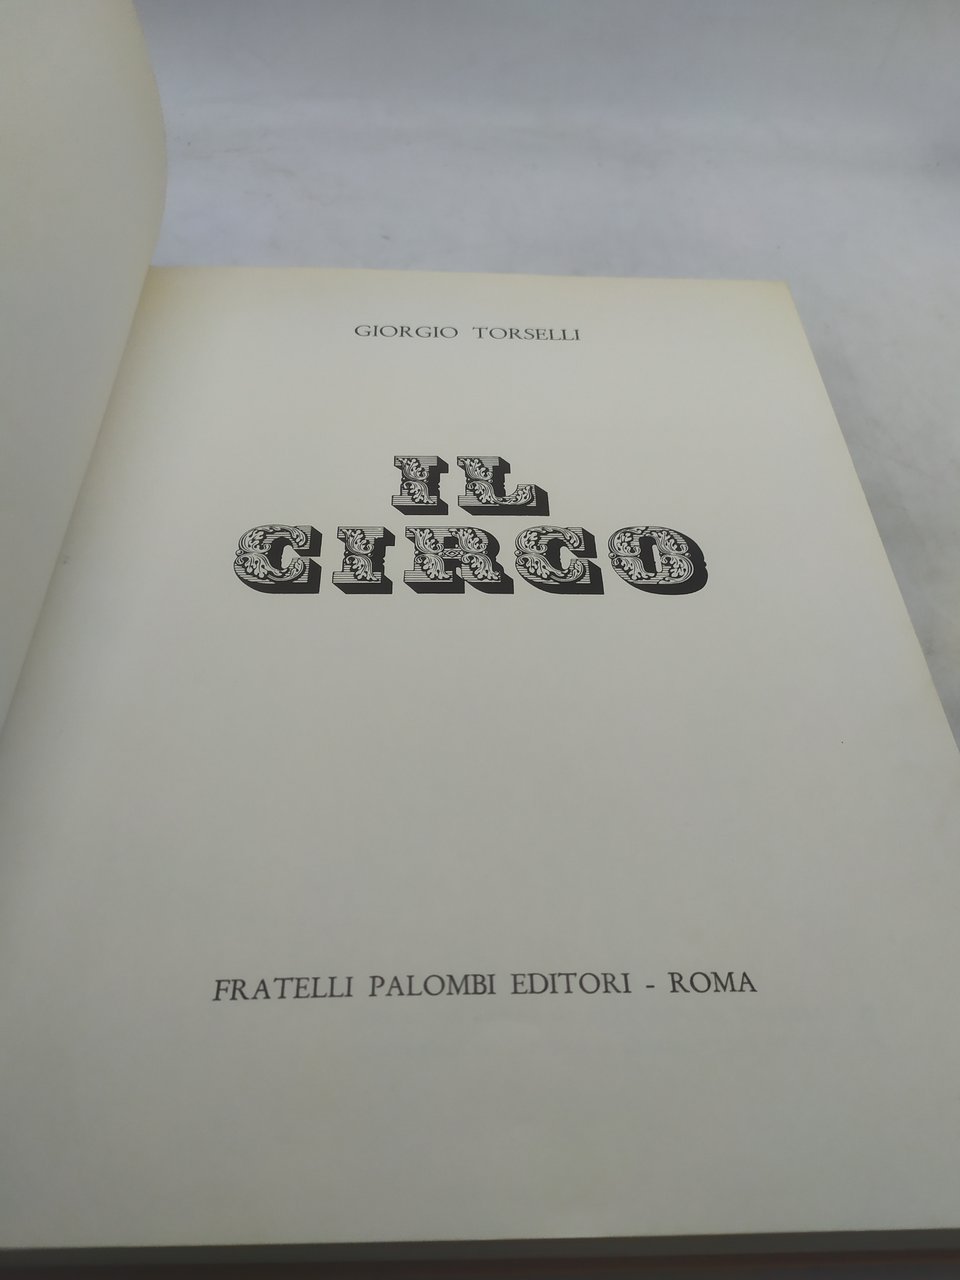 GIORGIO TORSELLI
IL
CIRCO
FRATELLI PALOMBI EDITORI - ROMA